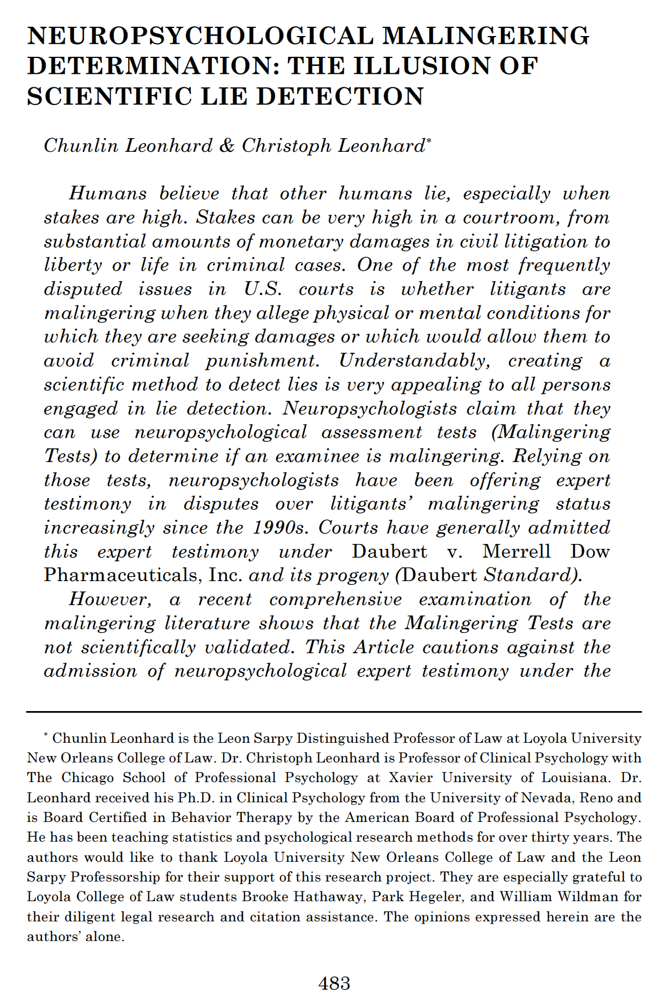 NEUROPSYCHOLOGICAL MALINGERING
DETERMINATION: THE ILLUSION OF
SCIENTIFIC LIE DETECTION
Chunlin Leonhard & Christoph Leonhard*
Humans believe that other humans lie, especially when
stakes are high. Stakes can be very high in a courtroom, from
substantial amounts of monetary damages in civil litigation to
liberty or life in criminal cases. One of the most frequently
disputed issues in U.S. courts is whether litigants are
malingering when they allege physical or mental conditions for
which they are seeking damages or which would allow them to
avoid criminal punishment. Understandably, creating a
scientific method to detect lies is very appealing to all persons
engaged in lie detection. Neuropsychologists claim that they
can use neuropsychological assessment tests (Malingering
Tests) to determine if an examinee is malingering. Relying on
those tests, neuropsychologists have been offering expert
testimony in disputes over litigants’ malingering status
increasingly since the 1990s. Courts have generally admitted
this expert testimony under Daubert v. Merrell Dow
Pharmaceuticals, Inc. and its progeny (Daubert Standard).
However, a recent comprehensive examination of the
malingering literature shows that the Malingering Tests are
not scientifically validated. This Article cautions against the
admission of neuropsychological expert testimony under the
* Chunlin Leonhard is the Leon Sarpy Distinguished Professor of Law at Loyola University
New Orleans College of Law. Dr. Christoph Leonhard is Professor of Clinical Psychology with
The Chicago School of Professional Psychology at Xavier University of Louisiana. Dr.
Leonhard received his Ph.D. in Clinical Psychology from the University of Nevada, Reno and
is Board Certified in Behavior Therapy by the American Board of Professional Psychology.
He has been teaching statistics and psychological research methods for over thirty years. The
authors would like to thank Loyola University New Orleans College of Law and the Leon
Sarpy Professorship for their support of this research project. They are especially grateful to
Loyola College of Law students Brooke Hathaway, Park Hegeler, and William Wildman for
their diligent legal research and citation assistance. The opinions expressed herein are the
authors’ alone.
483